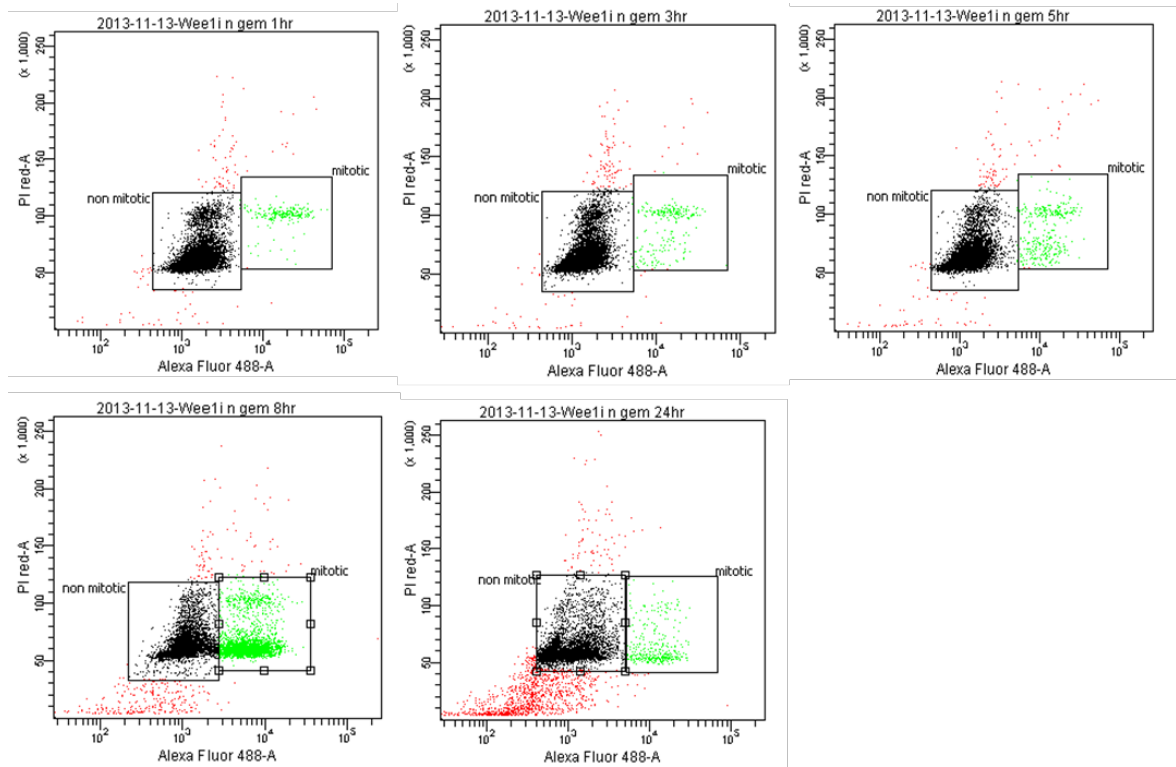 2013-11-13-Wee1i n gem 1hr
(x 1,000)
250
200
150
100
50
PI red-A
non mitotic
mitotic
10² 10³ 10⁴ 10⁵
Alexa Fluor 488-A
2013-11-13-Wee1i n gem 3hr
(x 1,000)
250
200
150
100
50
PI red-A
non mitotic
mitotic
10² 10³ 10⁴ 10⁵
Alexa Fluor 488-A
2013-11-13-Wee1i n gem 5hr
(x 1,000)
250
200
150
100
50
PI red-A
non mitotic
mitotic
10² 10³ 10⁴ 10⁵
Alexa Fluor 488-A
2013-11-13-Wee1i n gem 8hr
(x 1,000)
250
200
150
100
50
PI red-A
non mitotic
mitotic
10² 10³ 10⁴ 10⁵
Alexa Fluor 488-A
2013-11-13-Wee1i n gem 24hr
(x 1,000)
250
200
150
100
50
PI red-A
non mitotic
mitotic
10² 10³ 10⁴ 10⁵
Alexa Fluor 488-A